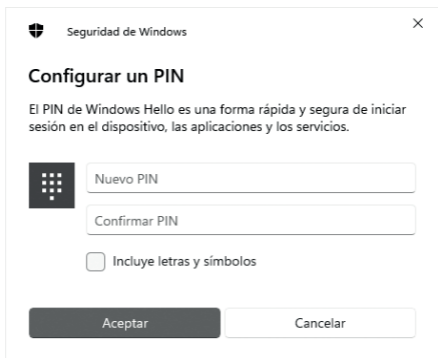 Seguridad de Windows
Configurar un PIN
El PIN de Windows Hello es una forma rápida y segura de iniciar
sesión en el dispositivo, las aplicaciones y los servicios.
Nuevo PIN
Confirmar PIN
Incluye letras y símbolos
Aceptar
Cancelar